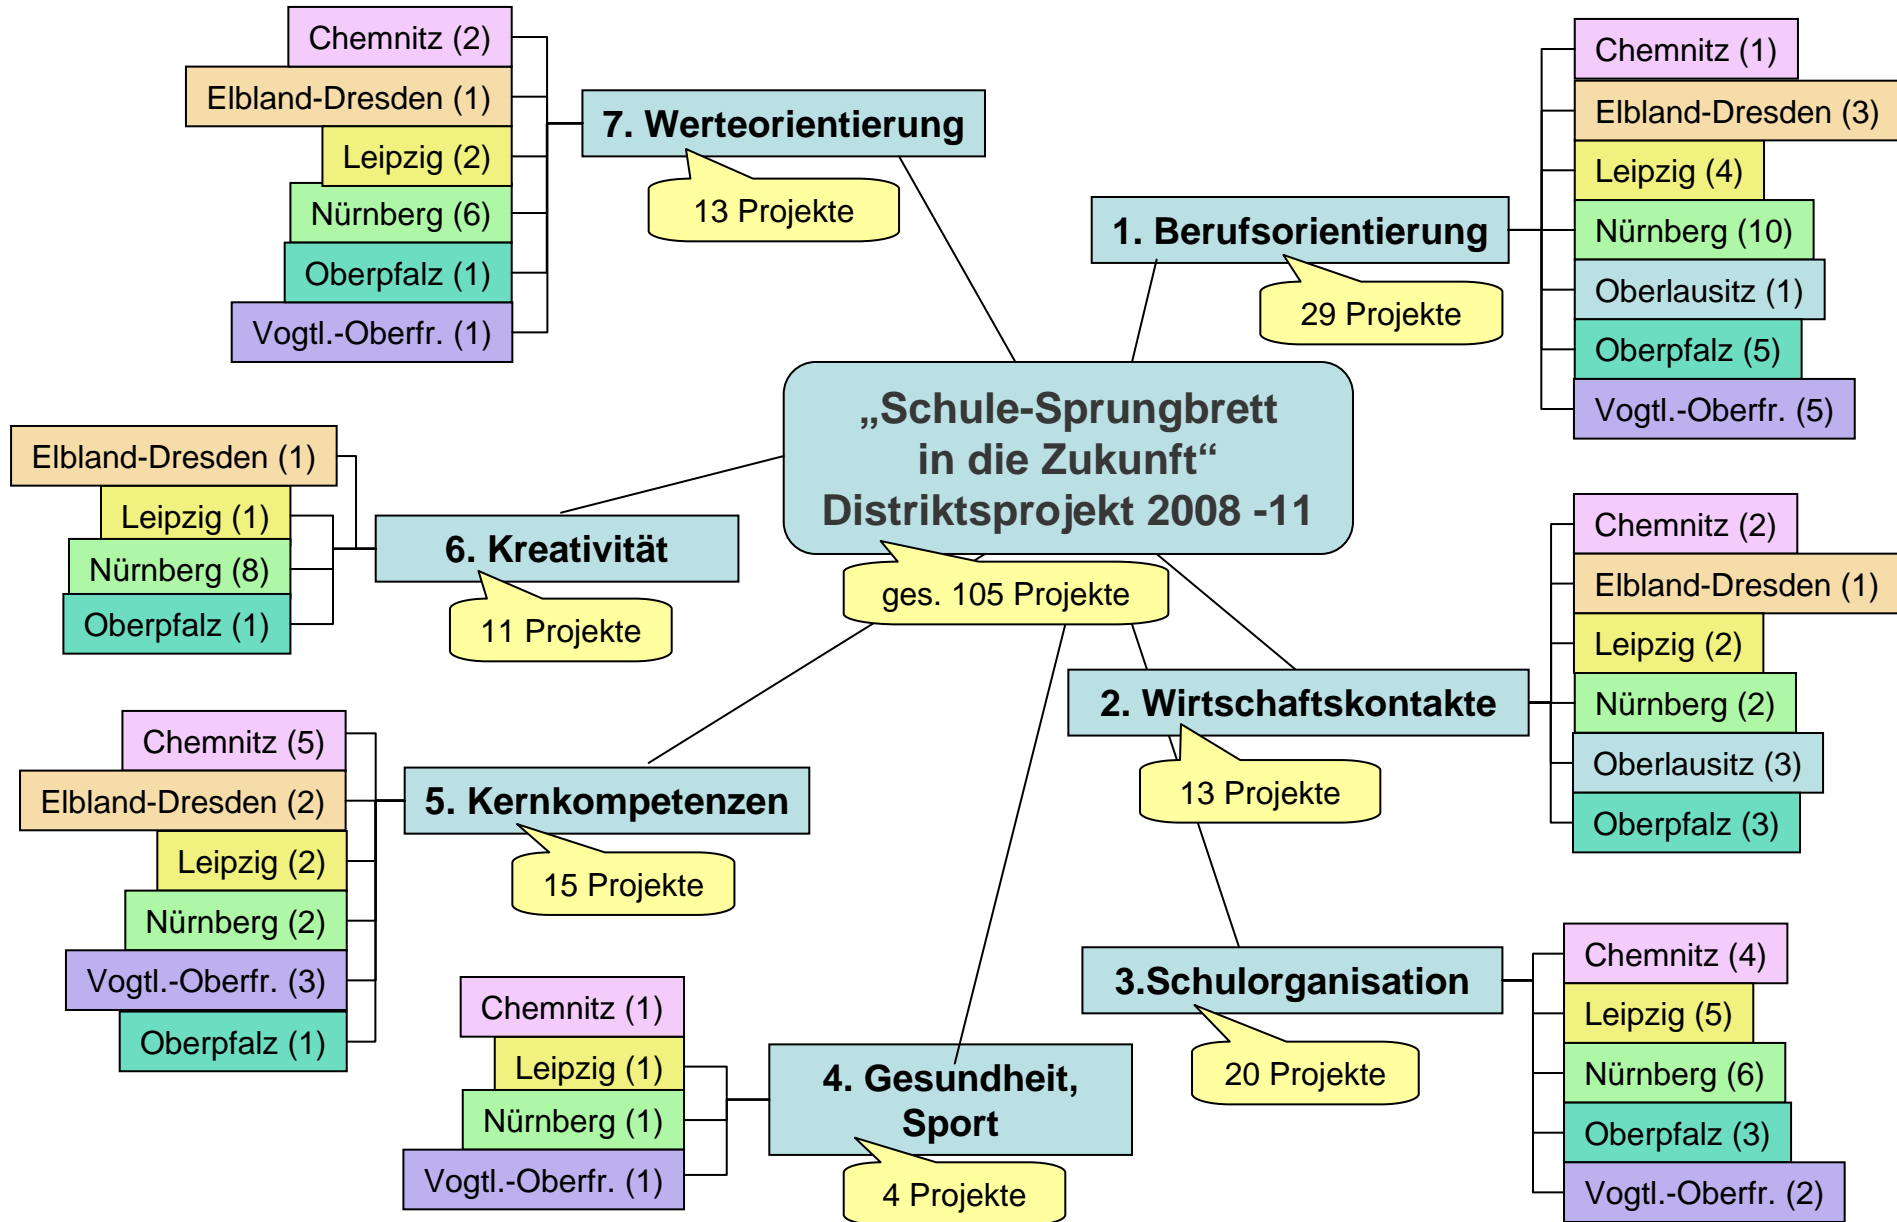 „Schule-Sprungbrett
in die Zukunft“
Distriktsprojekt 2008 -11
ges. 105 Projekte
1. Berufsorientierung
29 Projekte
Chemnitz (1)
Elbland-Dresden (3)
Leipzig (4)
Nürnberg (10)
Oberlausitz (1)
Oberpfalz (5)
Vogtl.-Oberfr. (5)
2. Wirtschaftskontakte
13 Projekte
Chemnitz (2)
Elbland-Dresden (1)
Leipzig (2)
Nürnberg (2)
Oberlausitz (3)
Oberpfalz (3)
3.Schulorganisation
20 Projekte
Chemnitz (4)
Leipzig (5)
Nürnberg (6)
Oberpfalz (3)
Vogtl.-Oberfr. (2)
4. Gesundheit,
Sport
4 Projekte
Chemnitz (1)
Leipzig (1)
Nürnberg (1)
Vogtl.-Oberfr. (1)
5. Kernkompetenzen
15 Projekte
Chemnitz (5)
Elbland-Dresden (2)
Leipzig (2)
Nürnberg (2)
Vogtl.-Oberfr. (3)
Oberpfalz (1)
6. Kreativität
11 Projekte
Elbland-Dresden (1)
Leipzig (1)
Nürnberg (8)
Oberpfalz (1)
7. Werteorientierung
13 Projekte
Chemnitz (2)
Elbland-Dresden (1)
Leipzig (2)
Nürnberg (6)
Oberpfalz (1)
Vogtl.-Oberfr. (1)